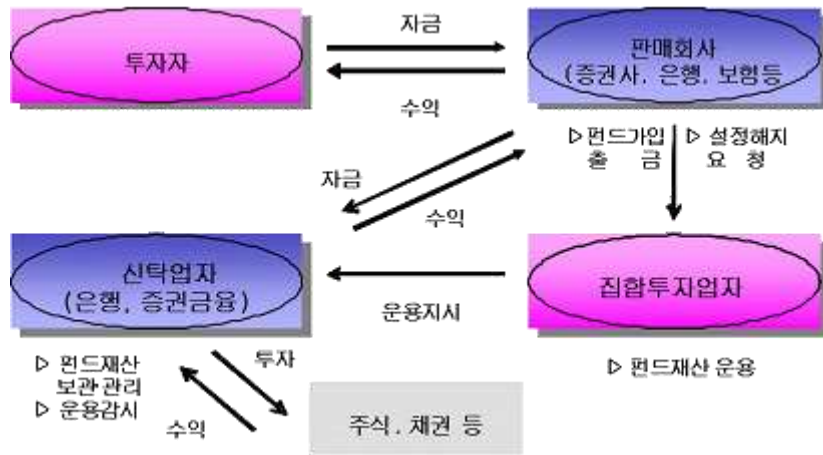 자금
투자자
판매회사
(증권사, 은행, 보험등
수익
▷펀드가입 ▷ 설정해지
출 금 요 청
자금
수익
신탁업자
(은행, 증권금융)
집합투자업자
운용지시
▷ 펀드재산
보관·관리
▷ 운용감시
투자
▷ 펀드재산 운용
수익
주식, 채권 등